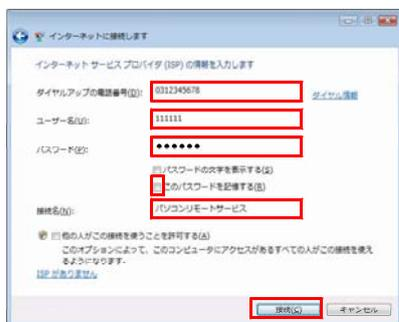 インターネットに接続します
インターネット サービス プロバイダ (ISP) の情報を入力します
ダイヤルアップの電話番号(D): 0312345678 ダイヤル情報
ユーザー名(U): 111111
パスワード(P): ●●●●●●
パスワードの文字を表示する(S)
このパスワードを記憶する(R)
接続名(N): パソコンリモートサービス
他の人がこの接続を使うことを許可する(A)
このオプションによって、このコンピュータにアクセスがあるすべての人がこの接続を使え
るようになります。
ISP がありません
接続(C) キャンセル